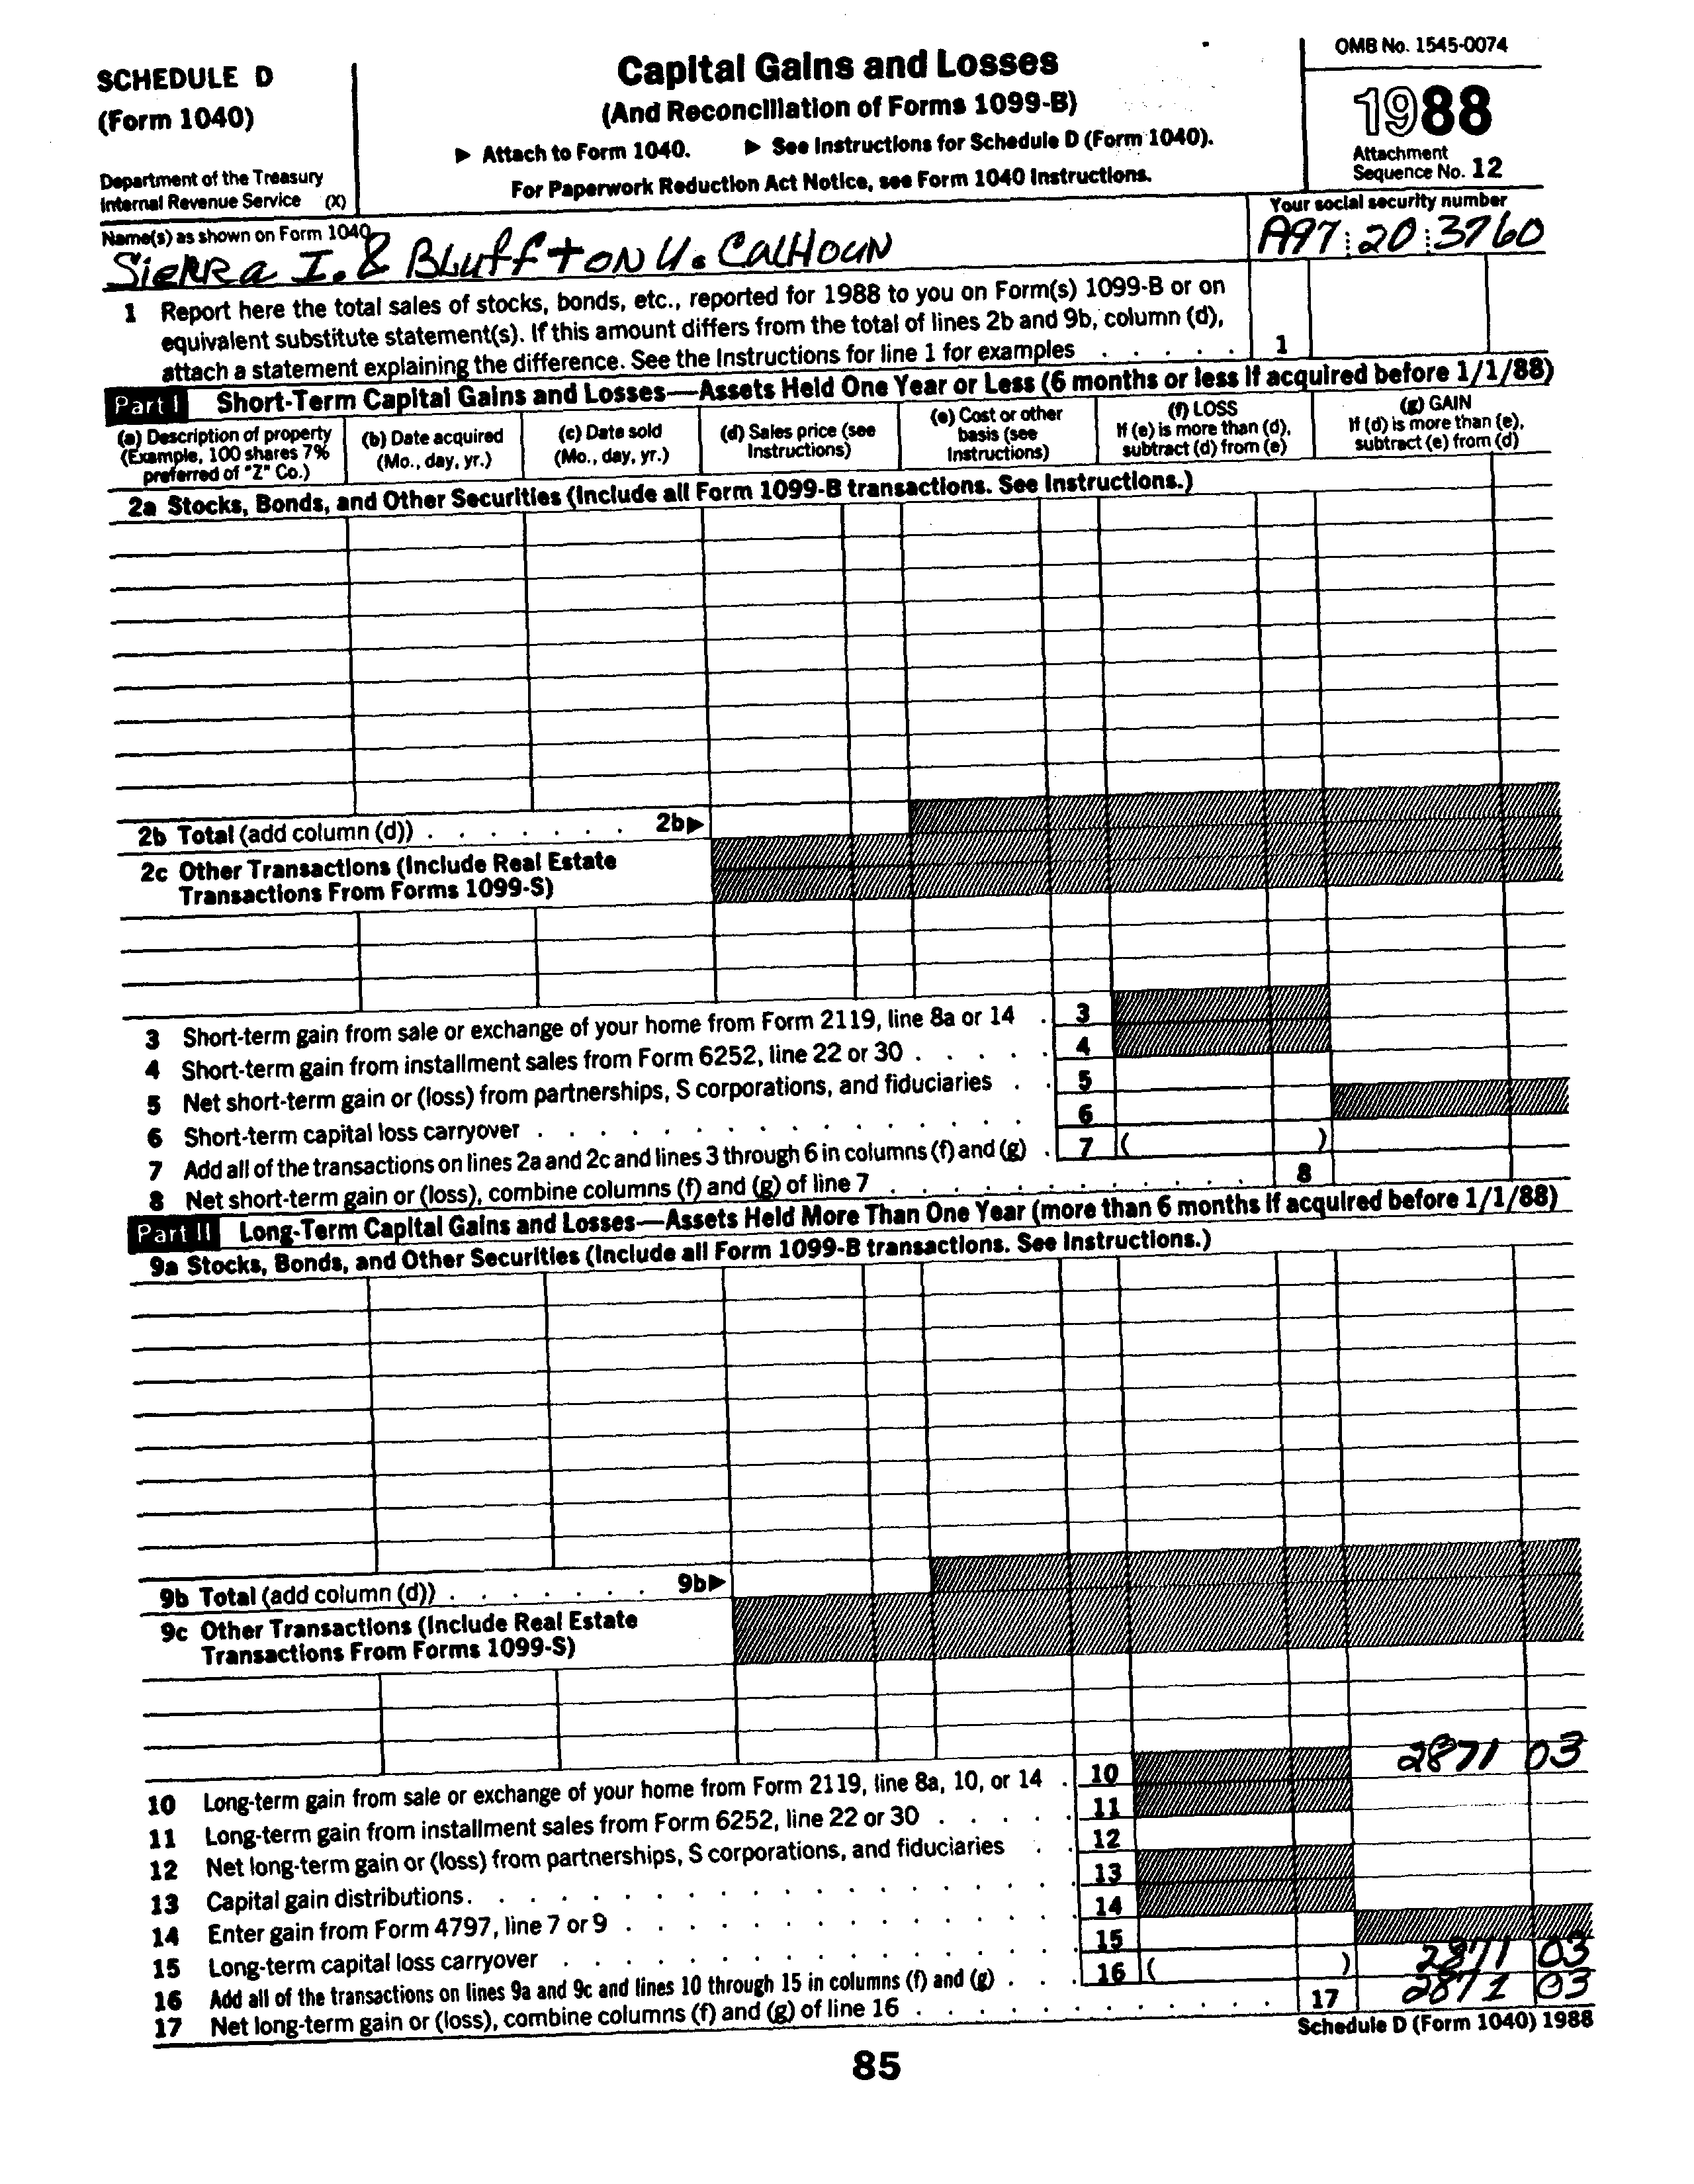 SCHEDULE D
(Form 1040)
Department of the Treasury
Internal Revenue Service (X)
Capital Gains and Losses
(And Reconciliation of Forms 1099-B)
▶ Attach to Form 1040. ▶ See Instructions for Schedule D (Form 1040).
For Paperwork Reduction Act Notice, see Form 1040 Instructions.
OMB No. 1545-0074
1988
Attachment
Sequence No. 12
Name(s) as shown on Form 1040
Your social security number
SiERRa I. & BLuffton U. CalHoun
A97:20:3760
1 Report here the total sales of stocks, bonds, etc., reported for 1988 to you on Form(s) 1099-B or on
equivalent substitute statement(s). If this amount differs from the total of lines 2b and 9b, column (d),
attach a statement explaining the difference. See the Instructions for line 1 for examples . . . . . 1
Part I Short-Term Capital Gains and Losses—Assets Held One Year or Less (6 months or less if acquired before 1/1/88)
(a) Description of property
(Example, 100 shares 7%
preferred of "Z" Co.)
(b) Date acquired
(Mo., day, yr.)
(c) Date sold
(Mo., day, yr.)
(d) Sales price (see
Instructions)
(e) Cost or other
basis (see
Instructions)
(f) LOSS
If (e) is more than (d),
subtract (d) from (e)
(g) GAIN
If (d) is more than (e),
subtract (e) from (d)
2a Stocks, Bonds, and Other Securities (Include all Form 1099-B transactions. See Instructions.)
2b Total (add column (d)) . . . . . . . 2b▶
2c Other Transactions (Include Real Estate
Transactions From Forms 1099-S)
3 Short-term gain from sale or exchange of your home from Form 2119, line 8a or 14 . 3
4 Short-term gain from installment sales from Form 6252, line 22 or 30 . . . . . 4
5 Net short-term gain or (loss) from partnerships, S corporations, and fiduciaries . . 5
6 Short-term capital loss carryover . . . . . . . . . . . . . . . . 6
7 Add all of the transactions on lines 2a and 2c and lines 3 through 6 in columns (f) and (g) . 7 ( )
8 Net short-term gain or (loss), combine columns (f) and (g) of line 7 . . . . . . . . . . . . 8
Part II Long-Term Capital Gains and Losses—Assets Held More Than One Year (more than 6 months if acquired before 1/1/88)
9a Stocks, Bonds, and Other Securities (Include all Form 1099-B transactions. See Instructions.)
9b Total (add column (d)) . . . . . . . 9b▶
9c Other Transactions (Include Real Estate
Transactions From Forms 1099-S)
10 Long-term gain from sale or exchange of your home from Form 2119, line 8a, 10, or 14 . 10 2871 03
11 Long-term gain from installment sales from Form 6252, line 22 or 30 . . . . . 11
12 Net long-term gain or (loss) from partnerships, S corporations, and fiduciaries . . 12
13 Capital gain distributions . . . . . . . . . . . . . . . . . . 13
14 Enter gain from Form 4797, line 7 or 9 . . . . . . . . . . . . . . 14
15 Long-term capital loss carryover . . . . . . . . . . . . . . . . 15
16 Add all of the transactions on lines 9a and 9c and lines 10 through 15 in columns (f) and (g) . . . 16 ( ) 2871 03
17 Net long-term gain or (loss), combine columns (f) and (g) of line 16 . . . . . . . . . . . . 17 2871 03
Schedule D (Form 1040) 1988
85